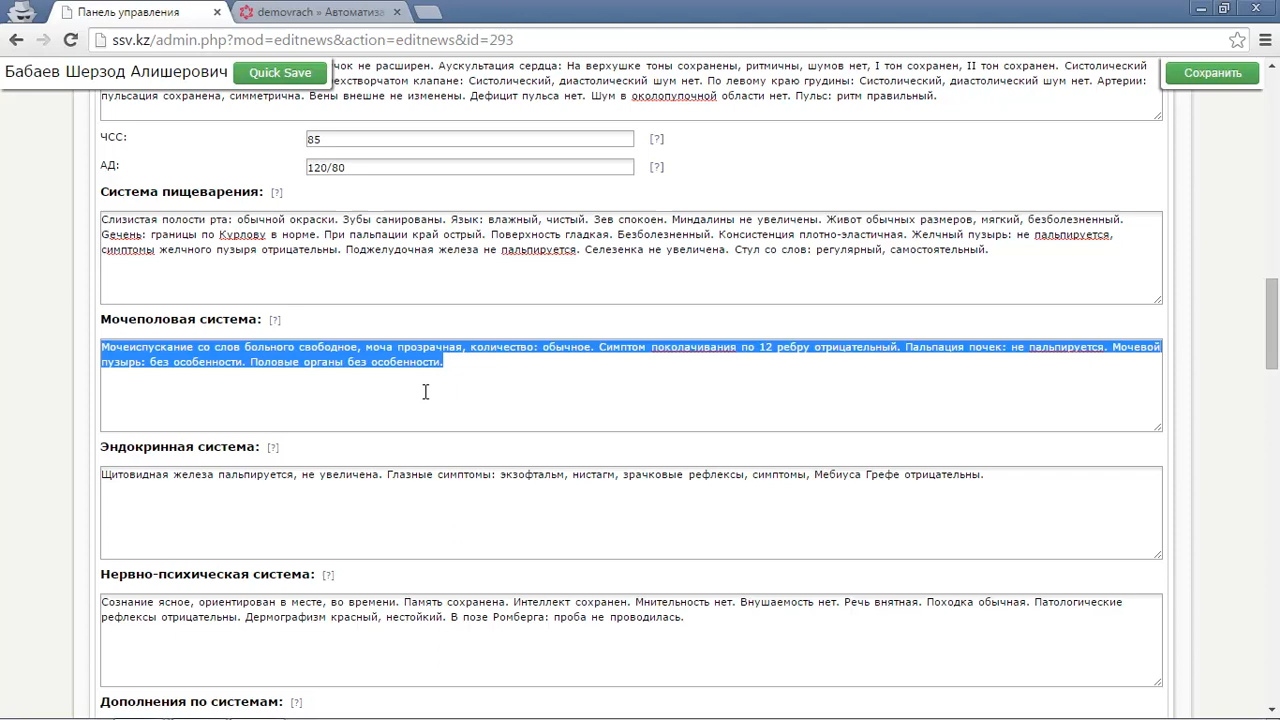 Панель управления
demovrach » Автоматиза
ssv.kz/admin.php?mod=editnews&action=editnews&id=293
Бабаев Шерзод Алишерович
Quick Save
Сохранить
чок не расширен. Аускультация сердца: На верхушке тоны сохранены, ритмичны, шумов нет, I тон сохранен, II тон сохранен. Систолический
ехстворчатом клапане: Систолический, диастолический шум нет. По левому краю грудины: Систолический, диастолический шум нет. Артерии:
пульсация сохранена, симметрична. Вены внешне не изменены. Дефицит пульса нет. Шум в околопупочной области нет. Пульс: ритм правильный.
ЧСС: 85 [?]
АД: 120/80 [?]
Система пищеварения: [?]
Слизистая полости рта: обычной окраски. Зубы санированы. Язык: влажный, чистый. Зев спокоен. Миндалины не увеличены. Живот обычных размеров, мягкий, безболезненный.
Gечень: границы по Курлову в норме. При пальпации край острый. Поверхность гладкая. Безболезненный. Консистенция плотно-эластичная. Желчный пузырь: не пальпируется,
симптомы желчного пузыря отрицательны. Поджелудочная железа не пальпируется. Селезенка не увеличена. Стул со слов: регулярный, самостоятельный.
Мочеполовая система: [?]
Мочеиспускание со слов больного свободное, моча прозрачная, количество: обычное. Симптом поколачивания по 12 ребру отрицательный. Пальпация почек: не пальпируется. Мочевой
пузырь: без особенности. Половые органы без особенности.
Эндокринная система: [?]
Щитовидная железа пальпируется, не увеличена. Глазные симптомы: экзофтальм, нистагм, зрачковые рефлексы, симптомы, Мебиуса Грефе отрицательны.
Нервно-психическая система: [?]
Сознание ясное, ориентирован в месте, во времени. Память сохранена. Интеллект сохранен. Мнительность нет. Внушаемость нет. Речь внятная. Походка обычная. Патологические
рефлексы отрицательны. Дермографизм красный, нестойкий. В позе Ромберга: проба не проводилась.
Дополнения по системам: [?]